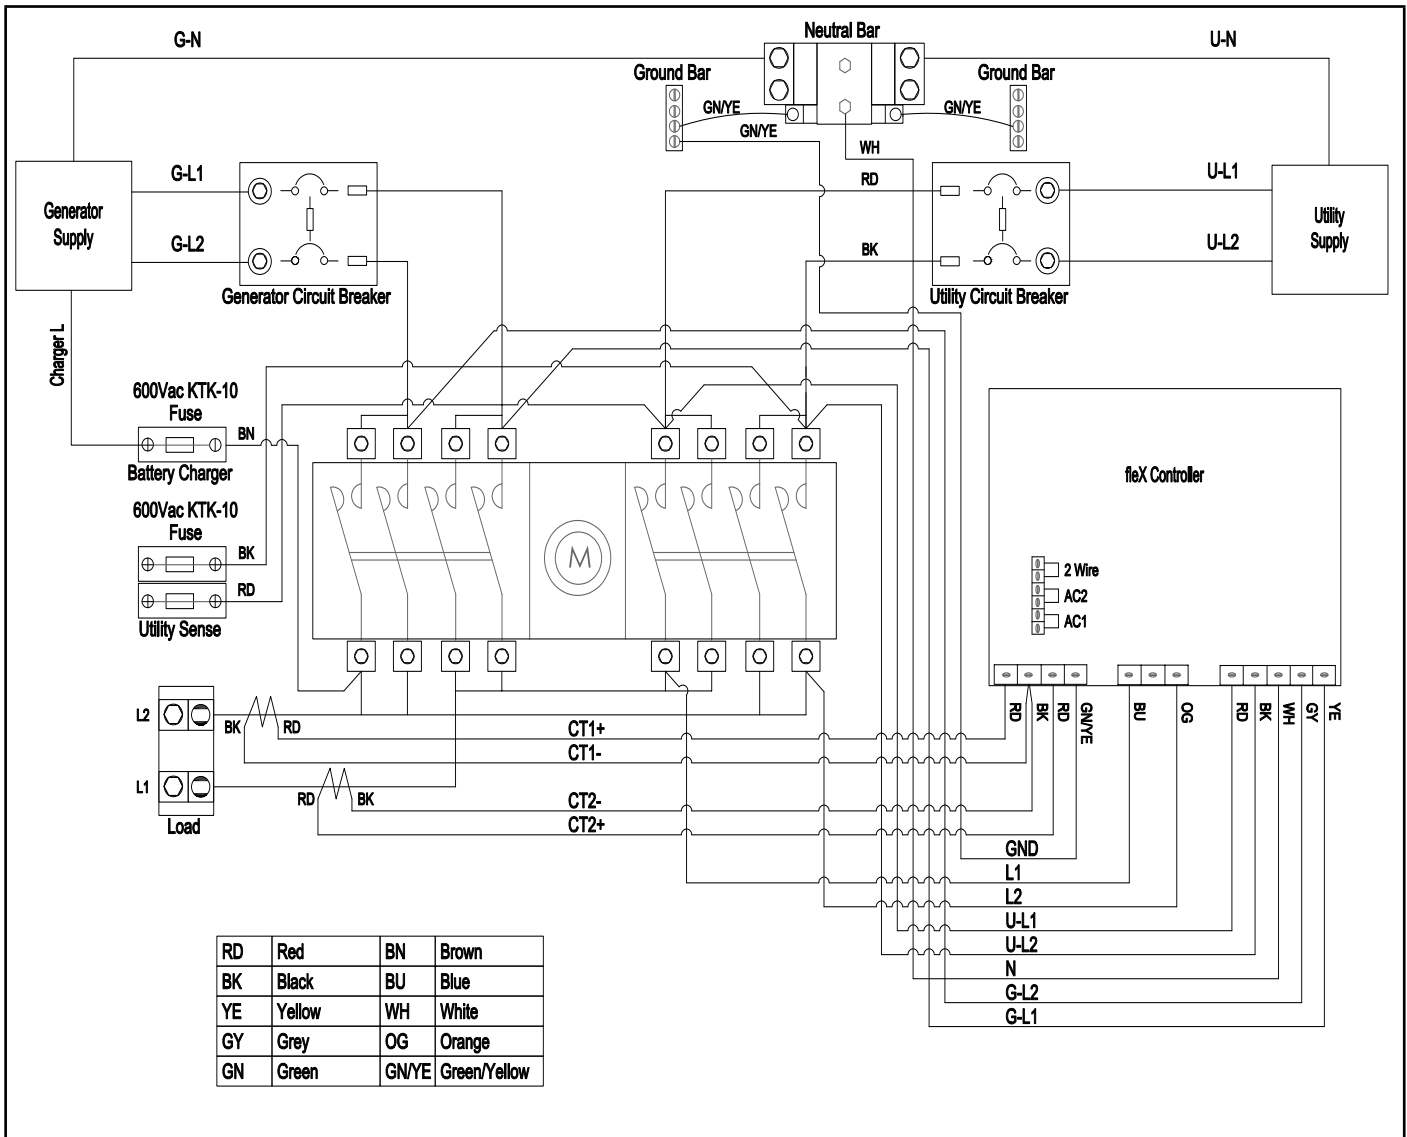 G-N
Neutral Bar
U-N
Ground Bar
Ground Bar
GN/YE
GN/YE
GN/YE
WH
G-L1
RD
U-L1
Generator
Supply
Utility
Supply
G-L2
BK
U-L2
Generator Circuit Breaker
Utility Circuit Breaker
Charger L
600Vac KTK-10
Fuse
BN
Battery Charger
fleX Controller
600Vac KTK-10
Fuse
BK
RD
Utility Sense
M
2 Wire
AC2
AC1
RD
BK
RD
GN/YE
BU
OG
RD
BK
WH
GY
YE
L2
BK
RD
CT1+
CT1-
L1
RD
BK
CT2-
CT2+
Load
GND
L1
L2
U-L1
U-L2
N
G-L2
G-L1
RD Red BN Brown
BK Black BU Blue
YE Yellow WH White
GY Grey OG Orange
GN Green GN/YE Green/Yellow